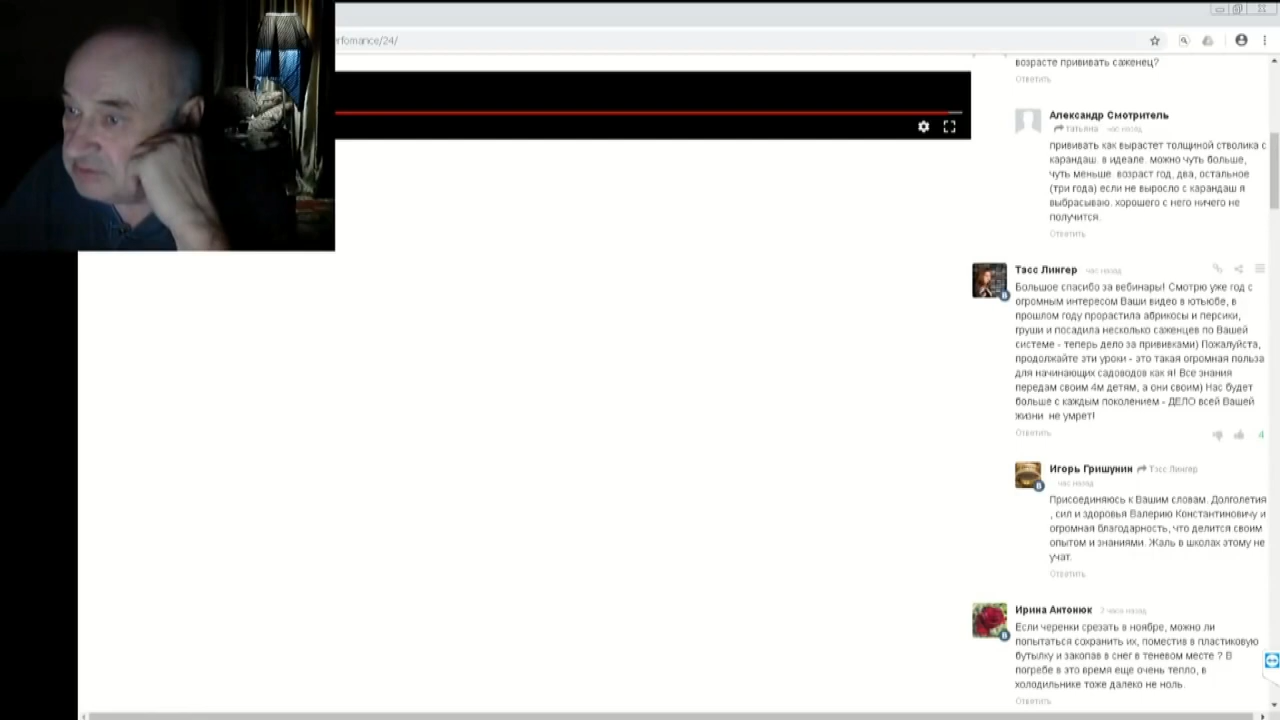 rfomance/24/
возрасте прививать саженец?
Ответить
Александр Смотритель
татьяна час назад
прививать как вырастет толщиной стволика с
карандаш. в идеале. можно чуть больше,
чуть меньше. возраст год, два, остальное
(три года) если не выросло с карандаш я
выбрасываю. хорошего с него ничего не
получится.
Ответить
Тэсс Лингер час назад
Большое спасибо за вебинары! Смотрю уже год с
огромным интересом Ваши видео в ютьюбе, в
прошлом году прорастила абрикосы и персики,
груши и посадила несколько саженцев по Вашей
системе - теперь дело за прививками) Пожалуйста,
продолжайте эти уроки - это такая огромная польза
для начинающих садоводов как я! Все знания
передам своим 4м детям, а они своим) Нас будет
больше с каждым поколением - ДЕЛО всей Вашей
жизни не умрет!
Ответить
4
Игорь Гришунин Тэсс Лингер
час назад
Присоединяюсь к Вашим словам. Долголетия
, сил и здоровья Валерию Константиновичу и
огромная благодарность, что делится своим
опытом и знаниями. Жаль в школах этому не
учат.
Ответить
Ирина Антонюк 2 часа назад
Если черенки срезать в ноябре, можно ли
попытаться сохранить их, поместив в пластиковую
бутылку и закопав в снег в теневом месте ? В
погребе в это время еще очень тепло, в
холодильнике тоже далеко не ноль.
Ответить